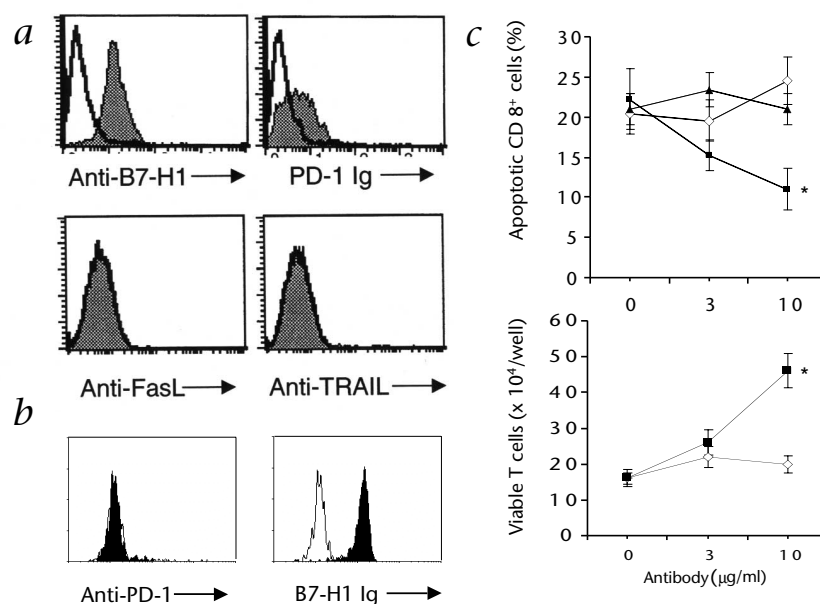 a
Anti-B7-H1
PD-1 Ig
Anti-FasL
Anti-TRAIL
b
Anti-PD-1
B7-H1 Ig
c
Apoptotic CD 8+ cells (%)
30
25
20
15
10
5
0
0 3 10
*
Viable T cells (x 10⁴/well)
60
50
40
30
20
10
0
0 3 10
*
Antibody (µg/ml)